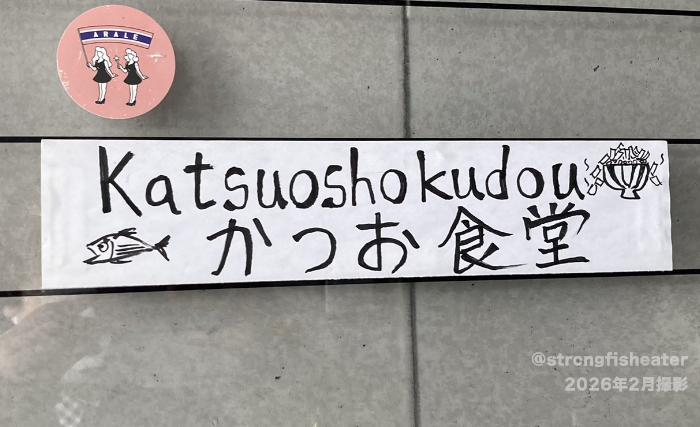 ARALE
Katsuoshokudou
かつお食堂
@strongfisheater
2026年2月撮影